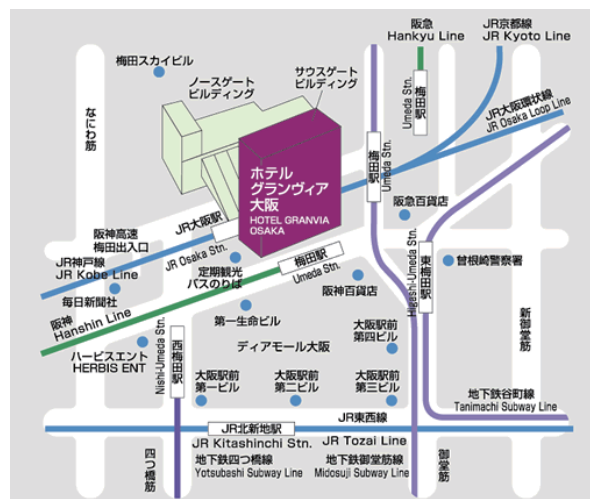 阪急
Hankyu Line
JR京都線
JR Kyoto Line
梅田スカイビル
ノースゲート
ビルディング
サウスゲート
ビルディング
梅田駅
Umeda Stn.
なにわ筋
JR大阪環状線
JR Osaka Loop Line
梅田駅
Umeda Stn.
ホテル
グランヴィア
大阪
HOTEL GRANVIA
OSAKA
阪急百貨店
JR大阪駅
JR Osaka Stn.
阪神高速
梅田出入口
JR神戸線
JR Kobe Line
定期観光
バスのりば
梅田駅
Umeda Stn.
東梅田駅
Higashi-Umeda Stn.
曽根崎警察署
毎日新聞社
阪神百貨店
阪神
Hanshin Line
第一生命ビル
新御堂筋
ディアモール大阪
大阪駅前
第四ビル
ハービスエント
HERBIS ENT
西梅田駅
Nishi-Umeda Stn.
大阪駅前
第一ビル
大阪駅前
第二ビル
大阪駅前
第三ビル
地下鉄谷町線
Tanimachi Subway Line
JR北新地駅
JR Kitashinchi Stn.
JR東西線
JR Tozai Line
四つ橋筋
地下鉄四つ橋線
Yotsubashi Subway Line
地下鉄御堂筋線
Midosuji Subway Line
御堂筋